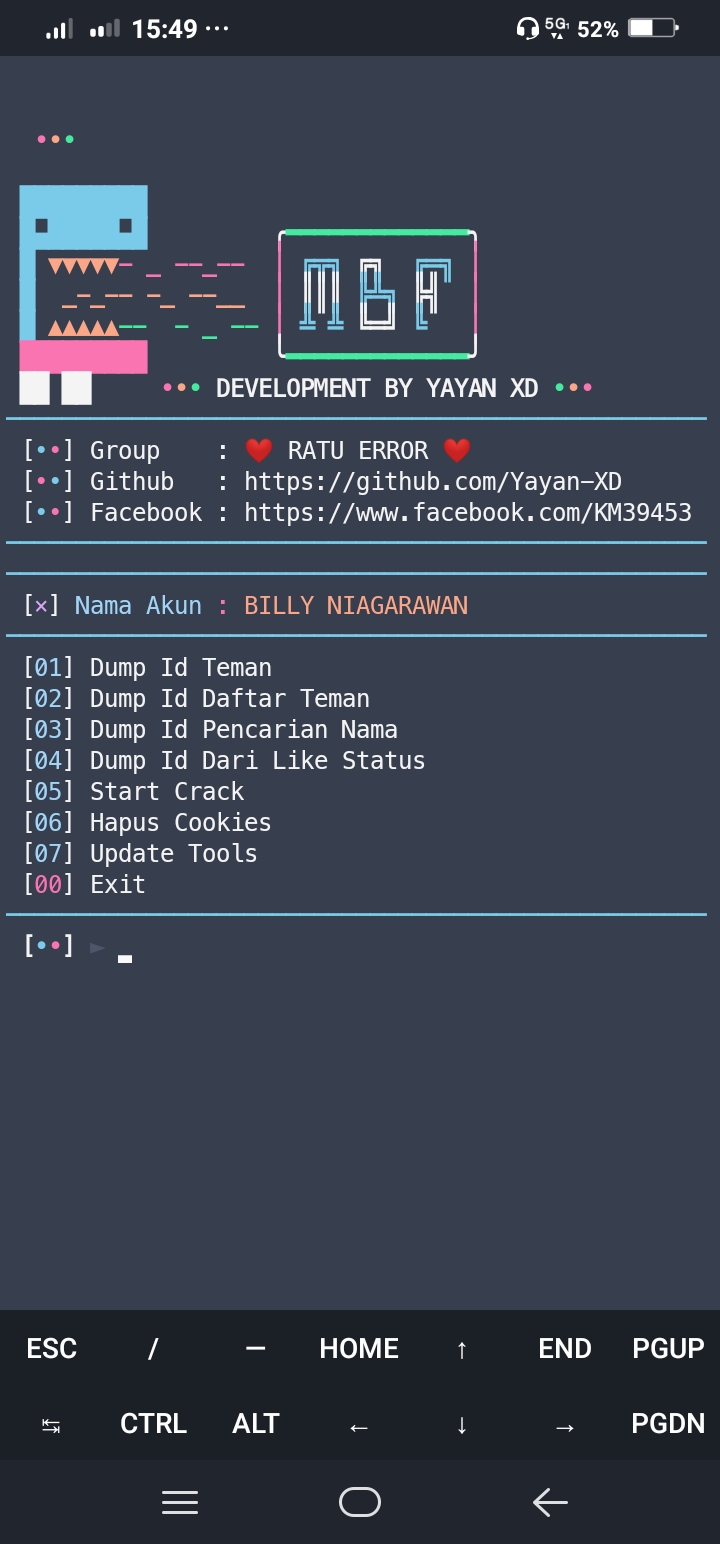 15:49 ... 5G 52%
MBF
••• DEVELOPMENT BY YAYAN XD •••
[••] Group : ❤️ RATU ERROR ❤️
[••] Github : https://github.com/Yayan-XD
[••] Facebook : https://www.facebook.com/KM39453
[×] Nama Akun : BILLY NIAGARAWAN
[01] Dump Id Teman
[02] Dump Id Daftar Teman
[03] Dump Id Pencarian Nama
[04] Dump Id Dari Like Status
[05] Start Crack
[06] Hapus Cookies
[07] Update Tools
[00] Exit
[••] ►
ESC / — HOME ↑ END PGUP
↹ CTRL ALT ← ↓ → PGDN